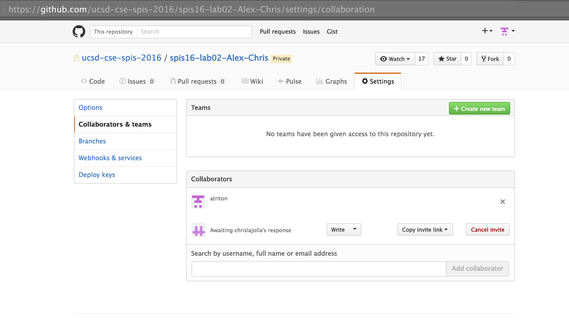 https://github.com/ucsd-cse-spis-2016/spis16-lab02-Alex-Chris/settings/collaboration
This repository Search Pull requests Issues Gist
ucsd-cse-spis-2016 / spis16-lab02-Alex-Chris Private Watch 17 Star 0 Fork 0
Code Issues 0 Pull requests 0 Wiki Pulse Graphs Settings
Options
Collaborators & teams
Branches
Webhooks & services
Deploy keys
Teams + Create new team
No teams have been given access to this repository yet.
Collaborators
atriton
Awaiting chrislajolla's response Write Copy invite link Cancel invite
Search by username, full name or email address
Add collaborator